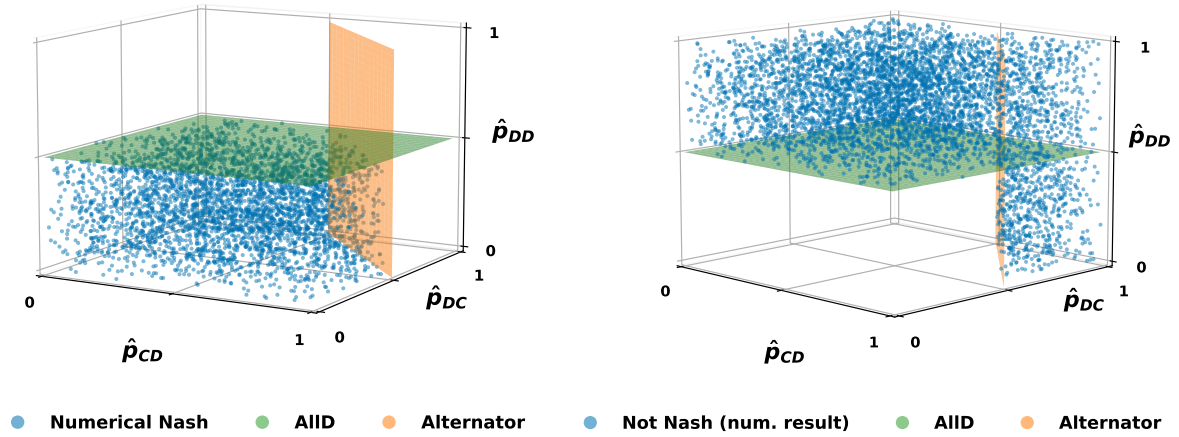 1
p̂DD
0
1
p̂DC
0
1
0
p̂CD
1
p̂DD
0
1
p̂DC
0
1
0
p̂CD
Numerical Nash AllD Alternator
Not Nash (num. result) AllD Alternator